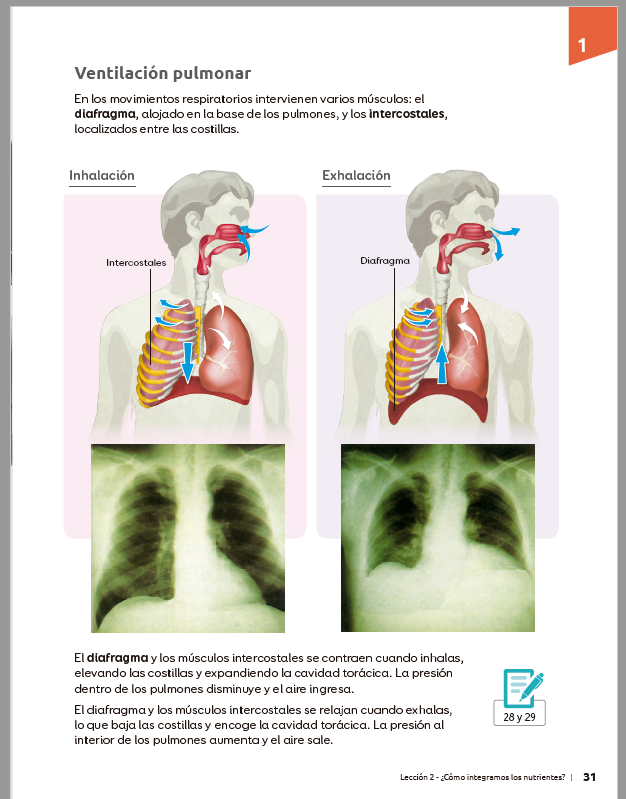 1
Ventilación pulmonar
En los movimientos respiratorios intervienen varios músculos: el
diafragma, alojado en la base de los pulmones, y los intercostales,
localizados entre las costillas.
Inhalación
Exhalación
Intercostales
Diafragma
El diafragma y los músculos intercostales se contraen cuando inhalas,
elevando las costillas y expandiendo la cavidad torácica. La presión
dentro de los pulmones disminuye y el aire ingresa.
El diafragma y los músculos intercostales se relajan cuando exhalas,
lo que baja las costillas y encoge la cavidad torácica. La presión al
interior de los pulmones aumenta y el aire sale.
28 y 29
Lección 2 - ¿Cómo integramos los nutrientes? | 31